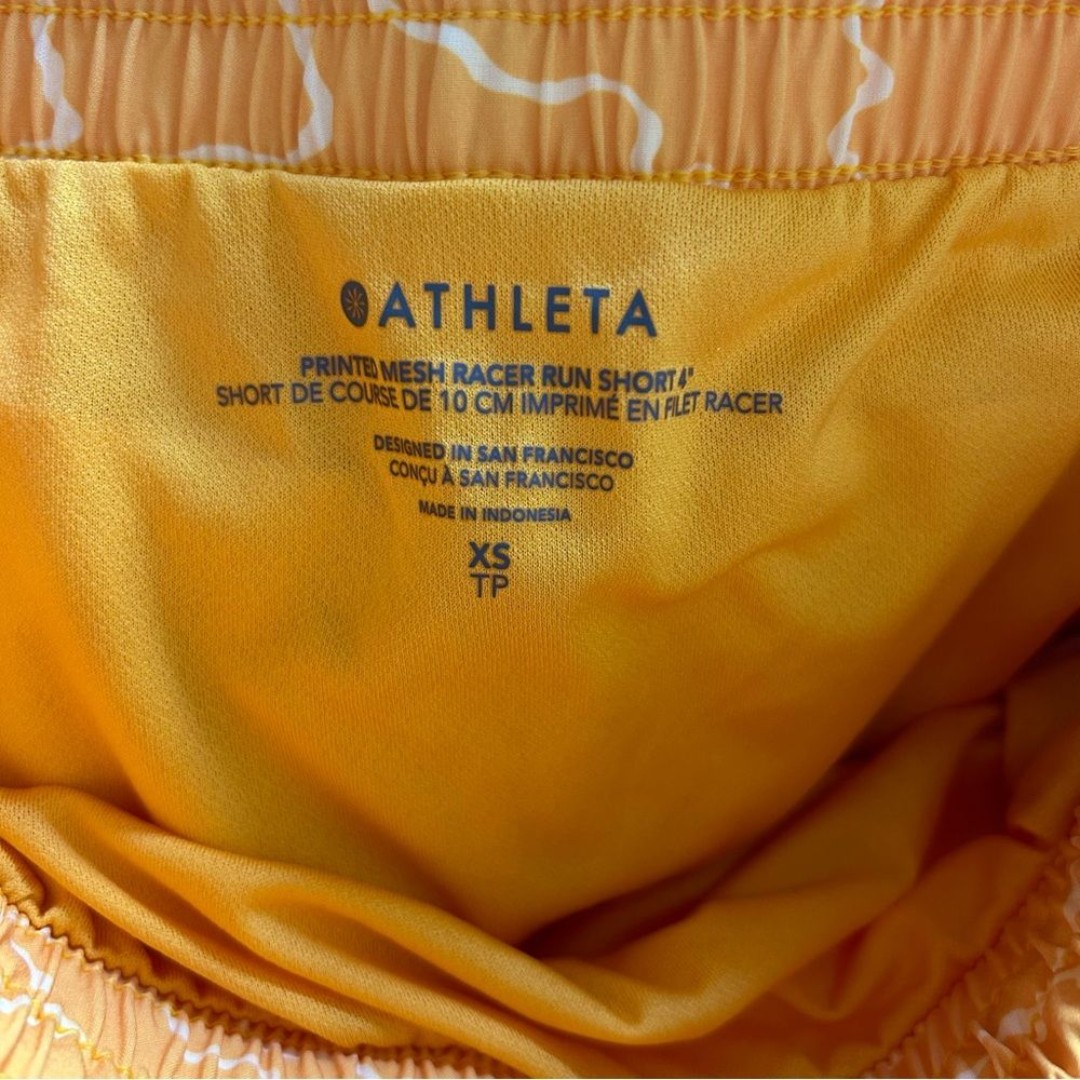 ATHLETA
PRINTED MESH RACER RUN SHORT 4"
SHORT DE COURSE DE 10 CM IMPRIMÉ EN FILET RACER
DESIGNED IN SAN FRANCISCO
CONÇU À SAN FRANCISCO
MADE IN INDONESIA
XS
TP